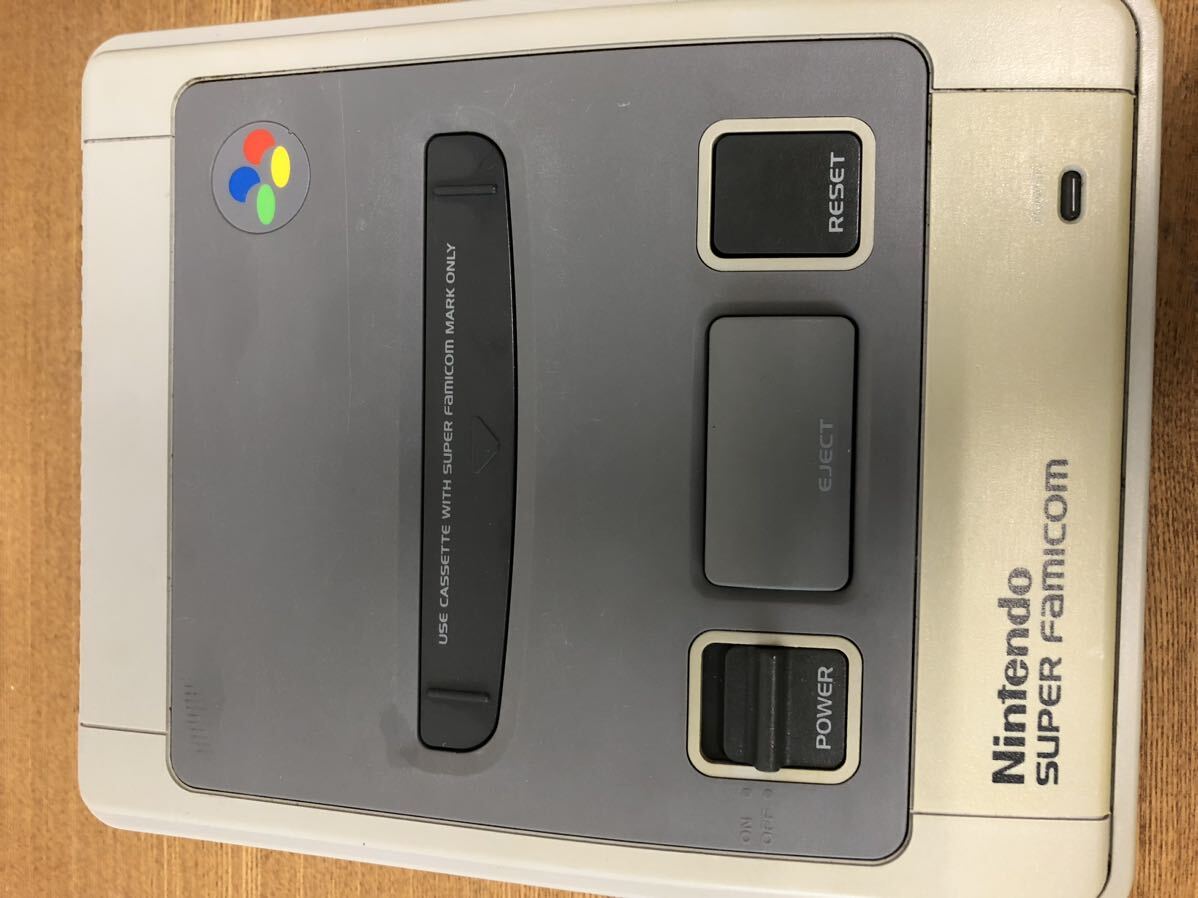 USE CASSETTE WITH SUPER FAMICOM MARK ONLY
ON
OFF
POWER
EJECT
RESET
Nintendo
SUPER FAMICOM